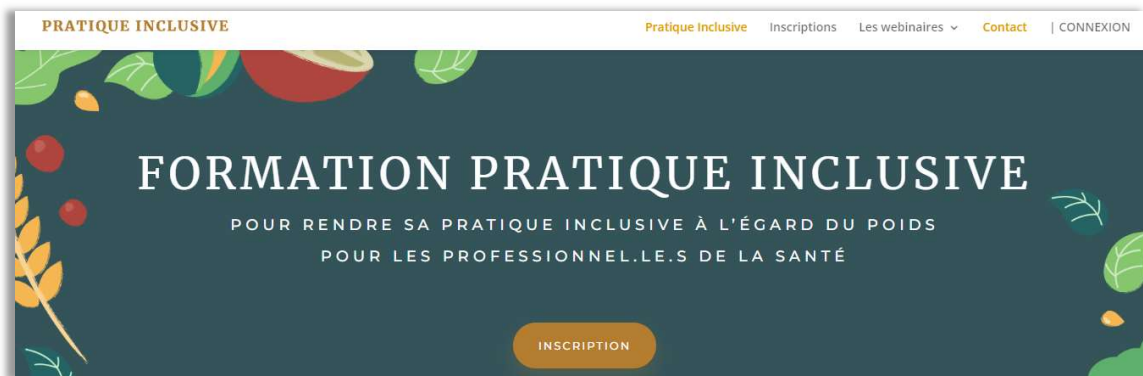 PRATIQUE INCLUSIVE
Pratique Inclusive Inscriptions Les webinaires Contact | CONNEXION
FORMATION PRATIQUE INCLUSIVE
POUR RENDRE SA PRATIQUE INCLUSIVE À L'ÉGARD DU POIDS
POUR LES PROFESSIONNEL.LE.S DE LA SANTÉ
INSCRIPTION